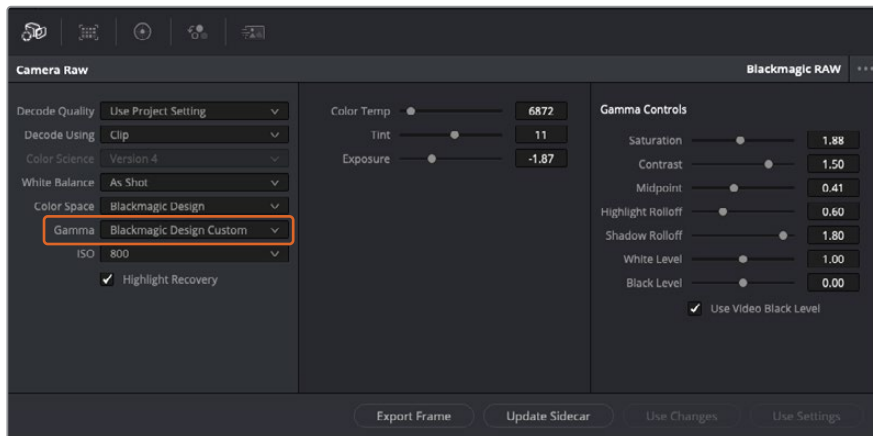 Camera Raw
Blackmagic RAW
Decode Quality Use Project Setting
Decode Using Clip
Color Science Version 4
White Balance As Shot
Color Space Blackmagic Design
Gamma Blackmagic Design Custom
ISO 800
Highlight Recovery
Color Temp 6872
Tint 11
Exposure -1.87
Gamma Controls
Saturation 1.88
Contrast 1.50
Midpoint 0.41
Highlight Rolloff 0.60
Shadow Rolloff 1.80
White Level 1.00
Black Level 0.00
Use Video Black Level
Export Frame
Update Sidecar
Use Changes
Use Settings